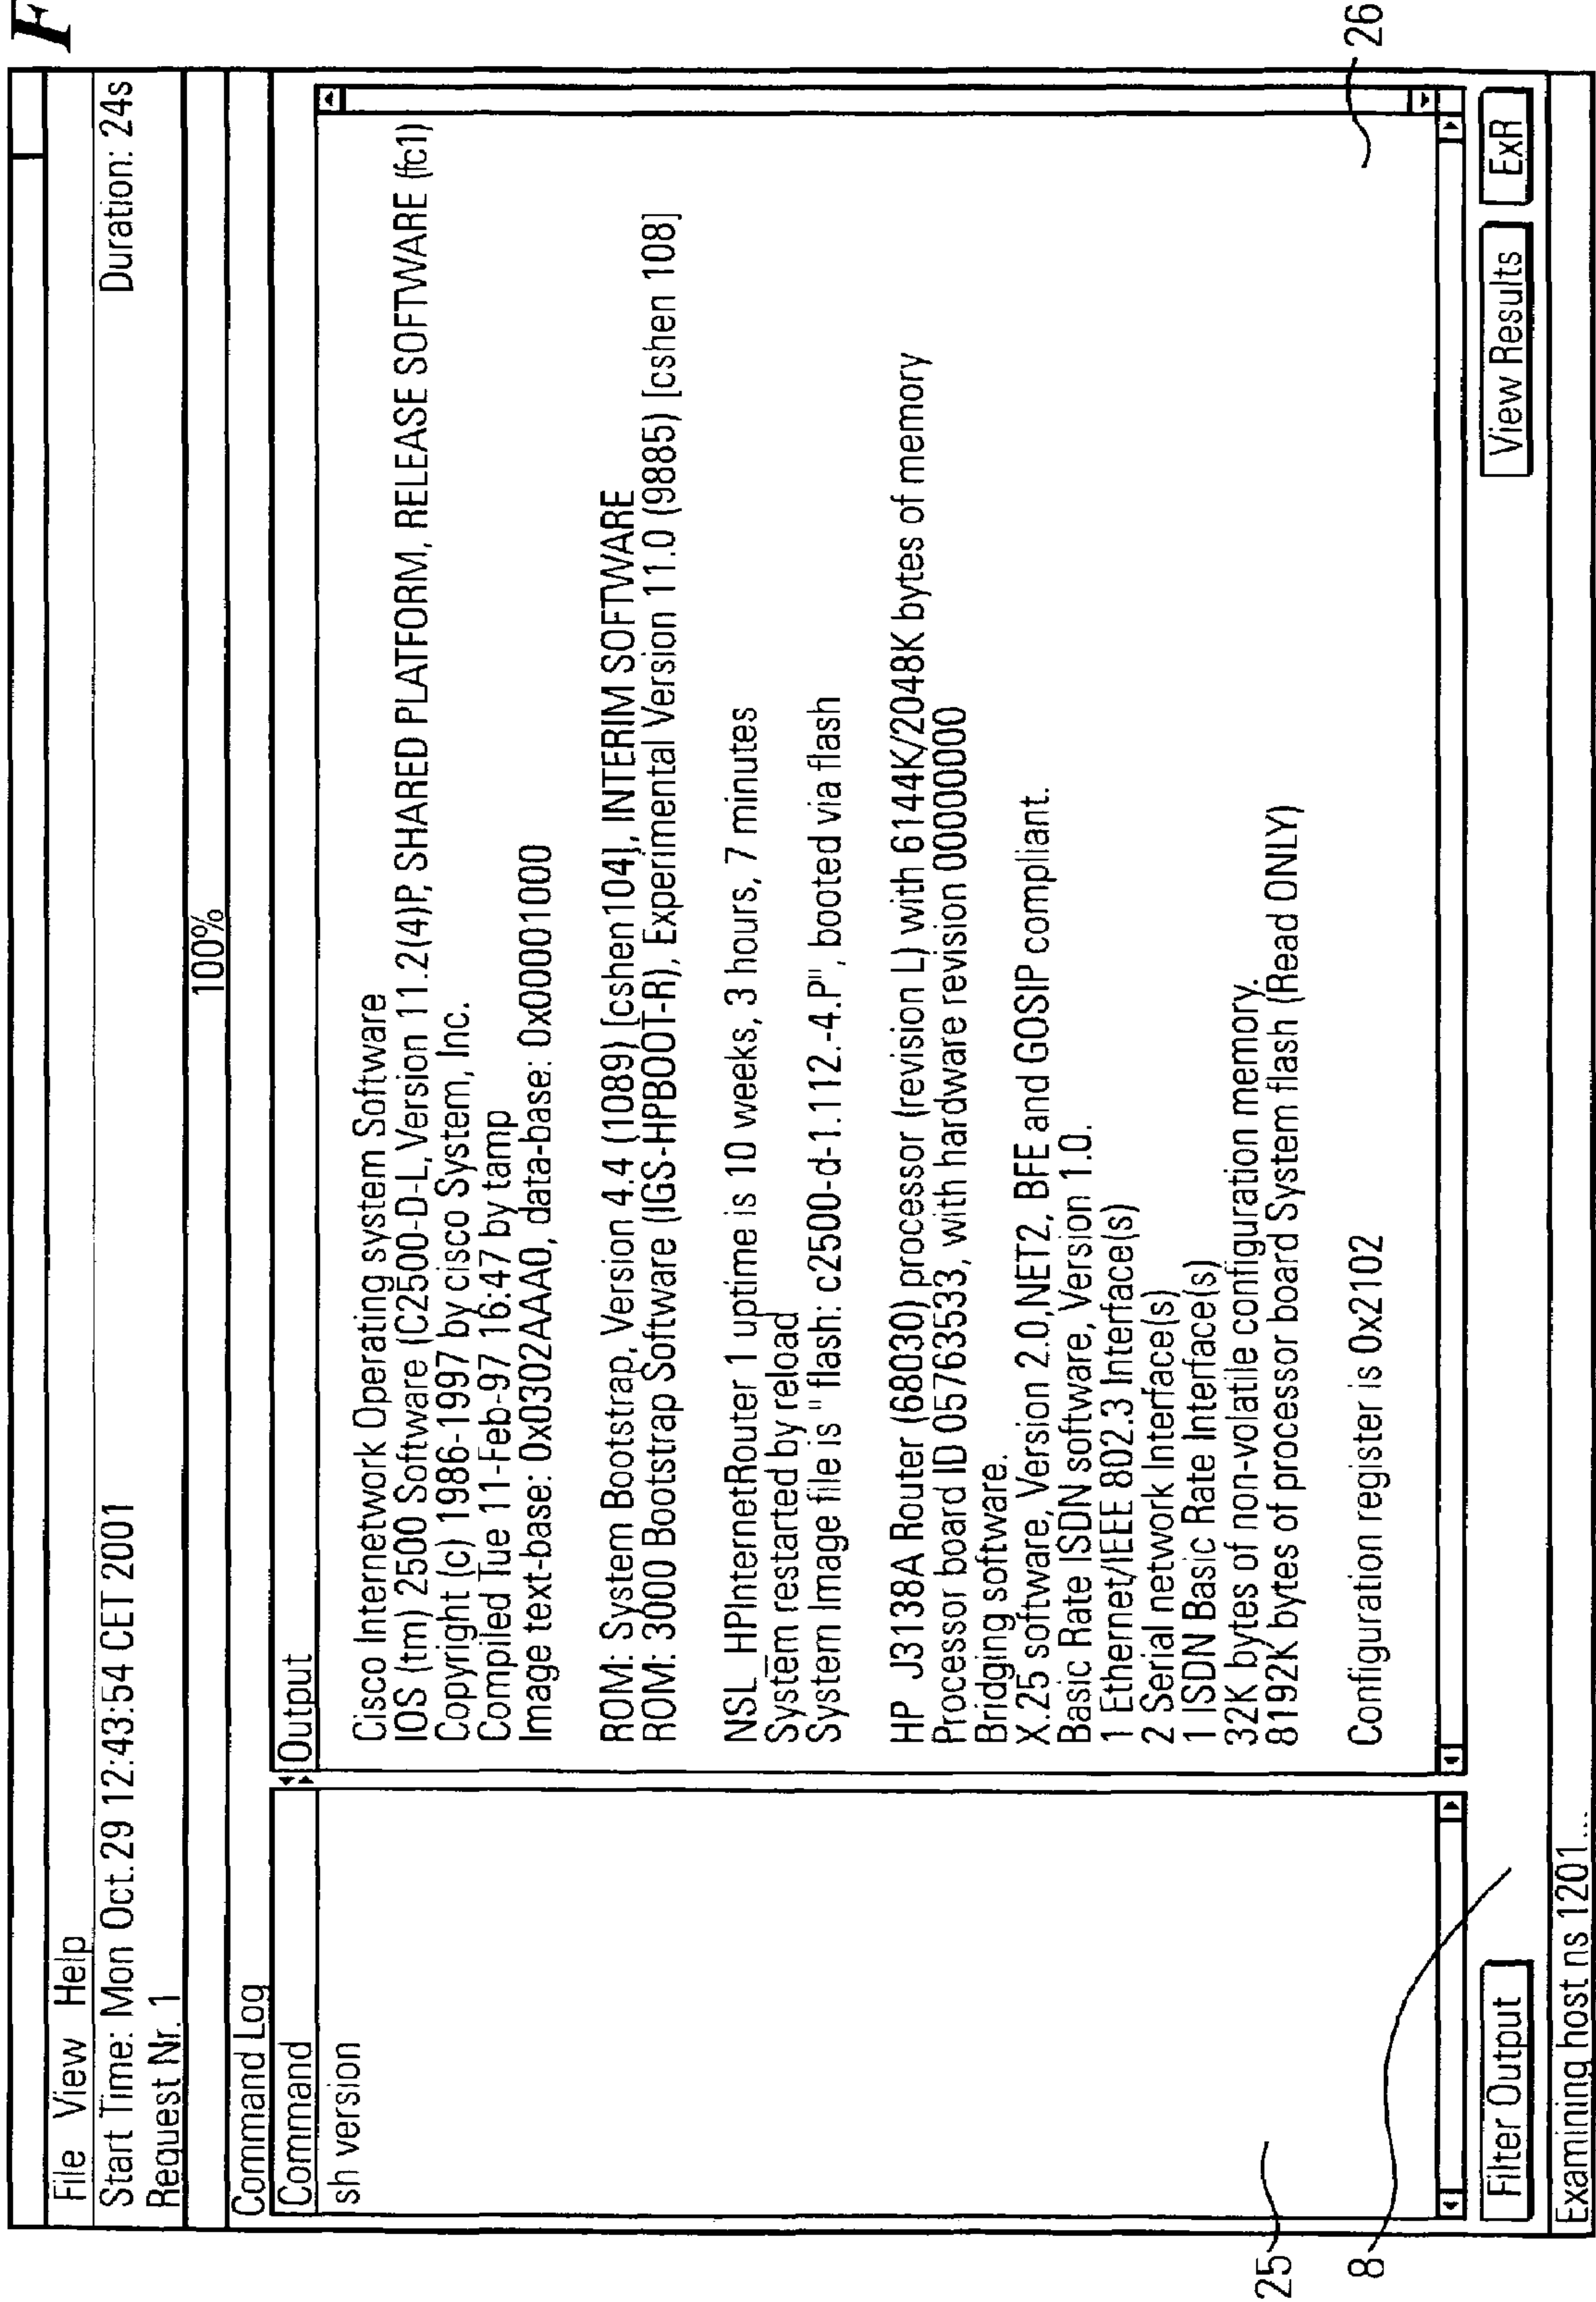 F
File View Help
Start Time: Mon Oct.29 12:43:54 CET 2001 Duration: 24s
Request Nr. 1
100%
Command Log
Command
Output
sh version
Cisco Internetwork Operating system Software
IOS (tm) 2500 Software (C2500-D-L, Version 11.2(4)P, SHARED PLATFORM, RELEASE SOFTWARE (fc1)
Copyright (c) 1986-1997 by cisco System, Inc.
Compiled Tue 11-Feb-97 16:47 by tamp
Image text-base: 0x0302AAA0, data-base: 0x00001000
ROM: System Bootstrap, Version 4.4 (1089) [cshen 104], INTERIM SOFTWARE
ROM: 3000 Bootstrap Software (IGS-HPBOOT-R), Experimental Version 11.0 (9885) [cshen 108]
NSL_HPInternetRouter 1 uptime is 10 weeks, 3 hours, 7 minutes
System restarted by reload
System Image file is " flash: c2500-d-1.112.-4.P", booted via flash
HP J3138A Router (68030) processor (revision L) with 6144K/2048K bytes of memory
Processor board ID 05763533, with hardware revision 00000000
Bridging software.
X.25 software, Version 2.0,NET2, BFE and GOSIP compliant.
Basic Rate ISDN software, Version 1.0.
1 Ethernet/IEEE 802.3 Interface(s)
2 Serial network Interface(s)
1 ISDN Basic Rate Interface(s)
32K bytes of non-volatile configuration memory.
8192K bytes of processor board System flash (Read ONLY)
Configuration register is 0x2102
Filter Output
View Results
ExR
Examining host ns 1201...
25
8
26